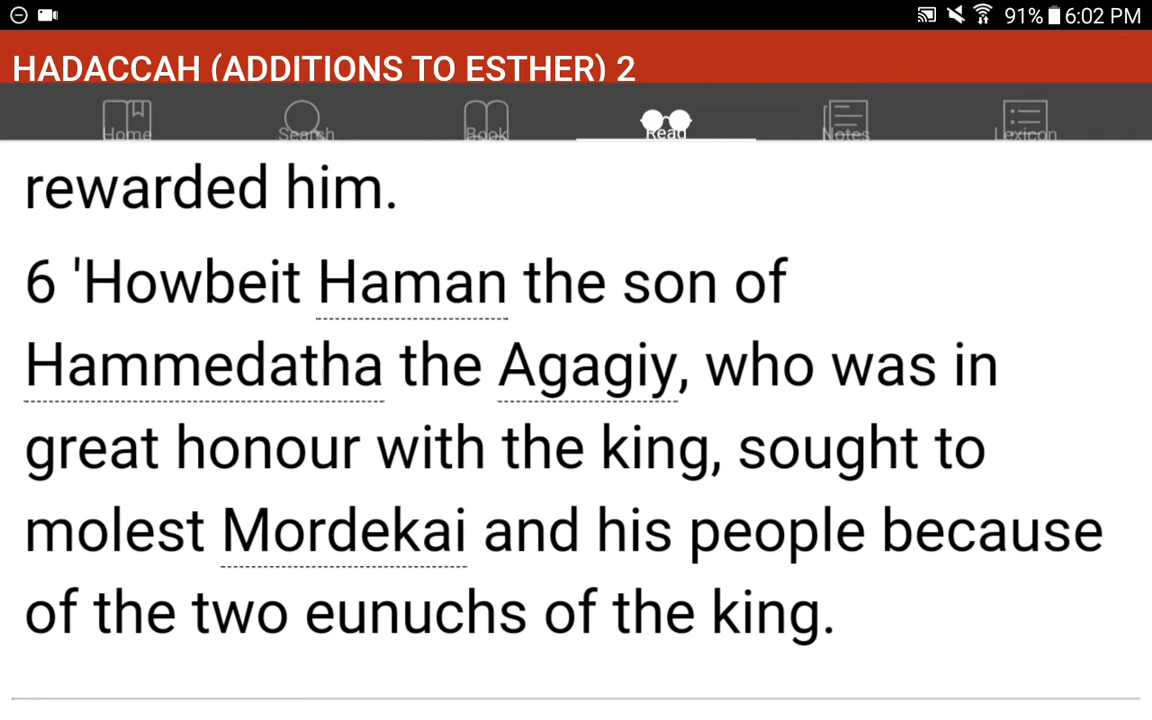 91% 6:02 PM
HADACCAH (ADDITIONS TO ESTHER) 2
Home Search Book Read Notes Lexicon
rewarded him.
6 'Howbeit Haman the son of
Hammedatha the Agagiy, who was in
great honour with the king, sought to
molest Mordekai and his people because
of the two eunuchs of the king.